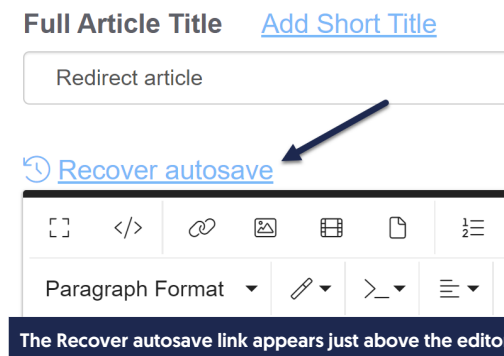 Full Article Title Add Short Title
Redirect article
Recover autosave
Paragraph Format
The Recover autosave link appears just above the edito